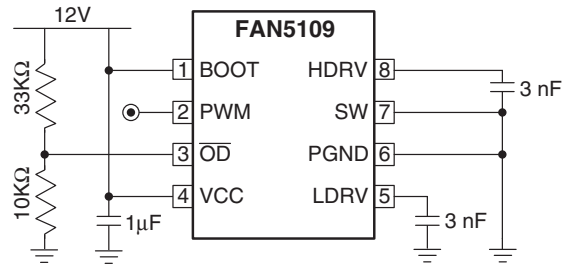 12V
FAN5109
33KΩ
10KΩ
1 BOOT
2 PWM
3 OD
4 VCC
HDRV 8
SW 7
PGND 6
LDRV 5
3 nF
3 nF
1μF